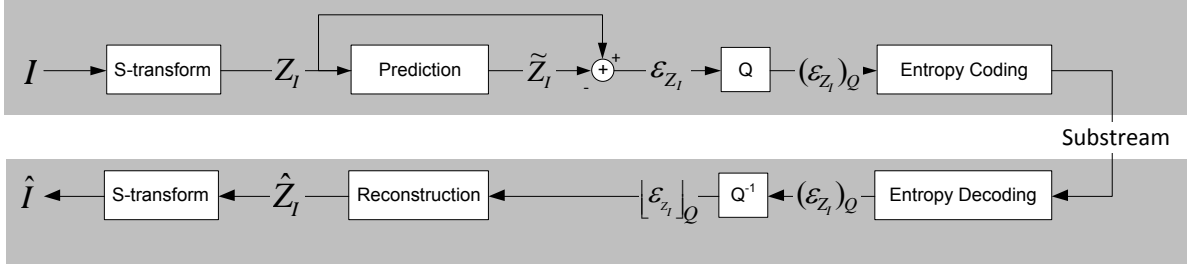 I S-transform Z_I Prediction Z̃_I + + - ε_{Z_I} Q (ε_{Z_I})_Q Entropy Coding
Substream
Î S-transform Ẑ_I Reconstruction ⌊ε_{Z_I}⌋_Q Q⁻¹ (ε_{Z_I})_Q Entropy Decoding